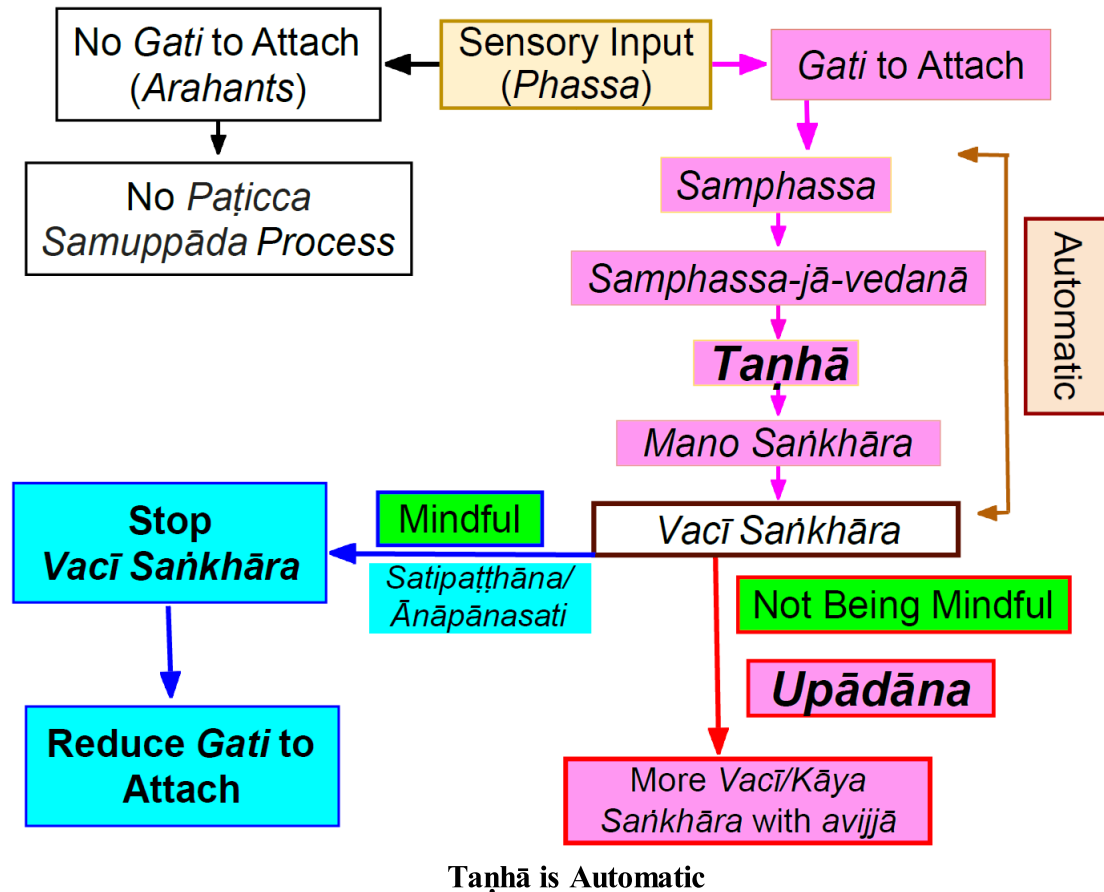 No Gati to Attach
(Arahants)
Sensory Input
(Phassa)
Gati to Attach
No Paṭicca
Samuppāda Process
Samphassa
Samphassa-jā-vedanā
Taṇhā
Mano Saṅkhāra
Automatic
Vacī Saṅkhāra
Mindful
Satipaṭṭhāna/
Ānāpānasati
Stop
Vacī Saṅkhāra
Not Being Mindful
Upādāna
Reduce Gati to
Attach
More Vacī/Kāya
Saṅkhāra with avijjā
Taṇhā is Automatic